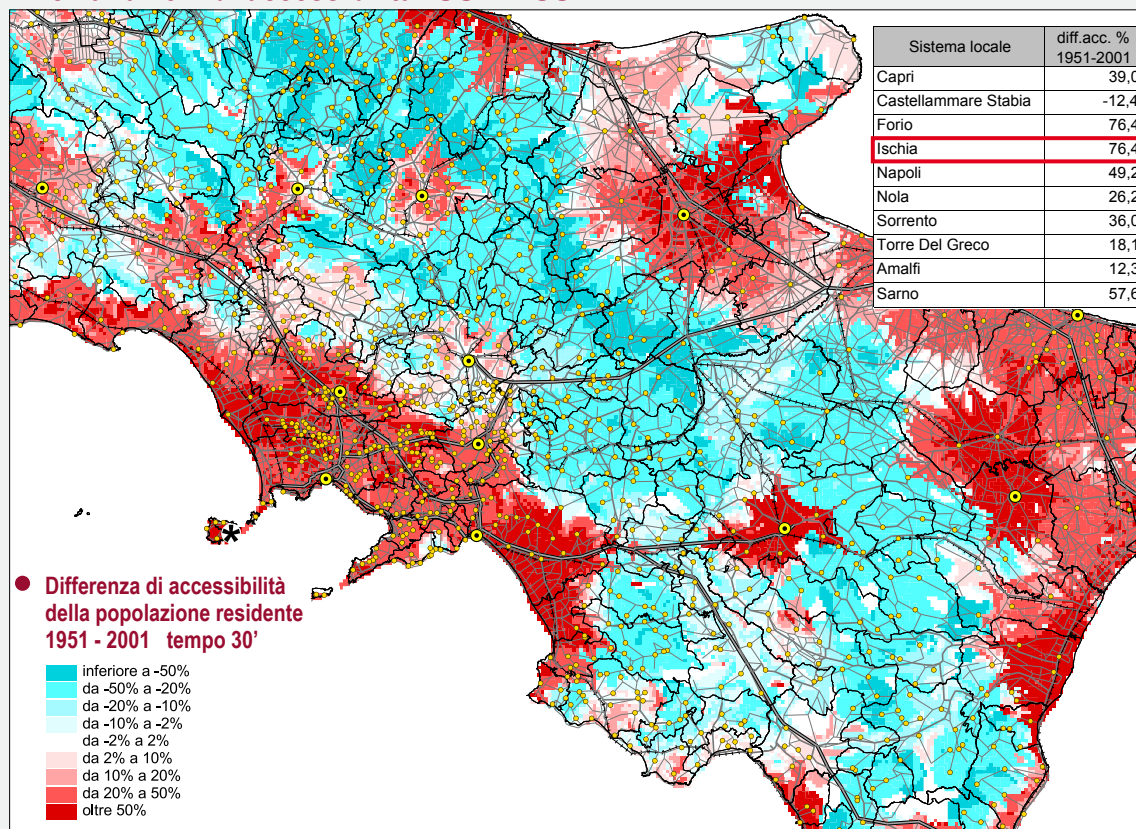 Sistema locale diff.acc. %
1951-2001
Capri 39,0
Castellammare Stabia -12,4
Forio 76,4
Ischia 76,4
Napoli 49,2
Nola 26,2
Sorrento 36,0
Torre Del Greco 18,1
Amalfi 12,3
Sarno 57,6
Differenza di accessibilità
della popolazione residente
1951 - 2001 tempo 30’
inferiore a -50%
da -50% a -20%
da -20% a -10%
da -10% a -2%
da -2% a 2%
da 2% a 10%
da 10% a 20%
da 20% a 50%
oltre 50%